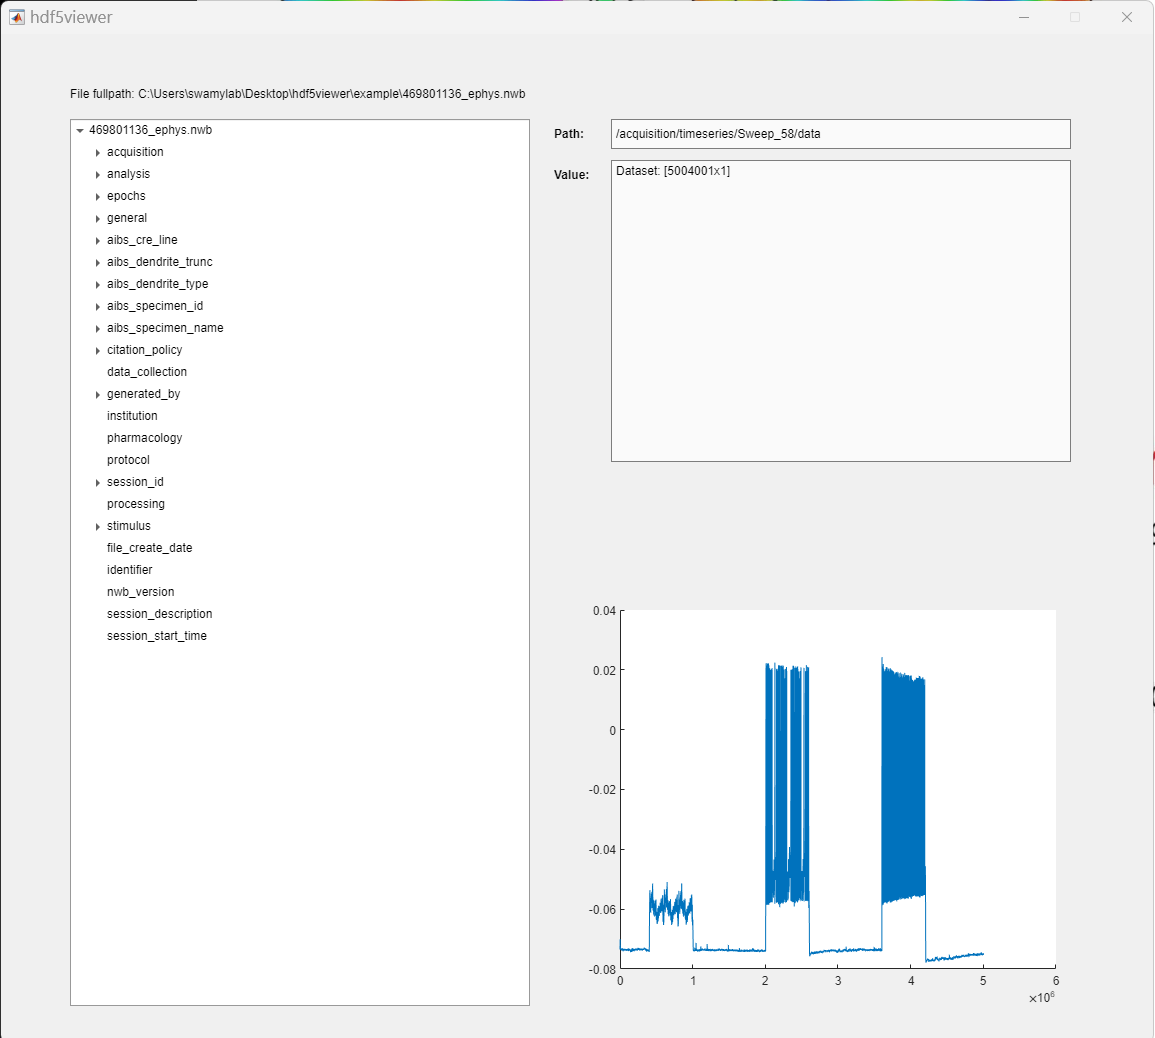 hdf5viewer
File fullpath: C:\Users\swamylab\Desktop\hdf5viewer\example\469801136_ephys.nwb
469801136_ephys.nwb
acquisition
analysis
epochs
general
aibs_cre_line
aibs_dendrite_trunc
aibs_dendrite_type
aibs_specimen_id
aibs_specimen_name
citation_policy
data_collection
generated_by
institution
pharmacology
protocol
session_id
processing
stimulus
file_create_date
identifier
nwb_version
session_description
session_start_time
Path: /acquisition/timeseries/Sweep_58/data
Value: Dataset: [5004001x1]
0.04
0.02
0
-0.02
-0.04
-0.06
-0.08
0 1 2 3 4 5 6
×10⁶